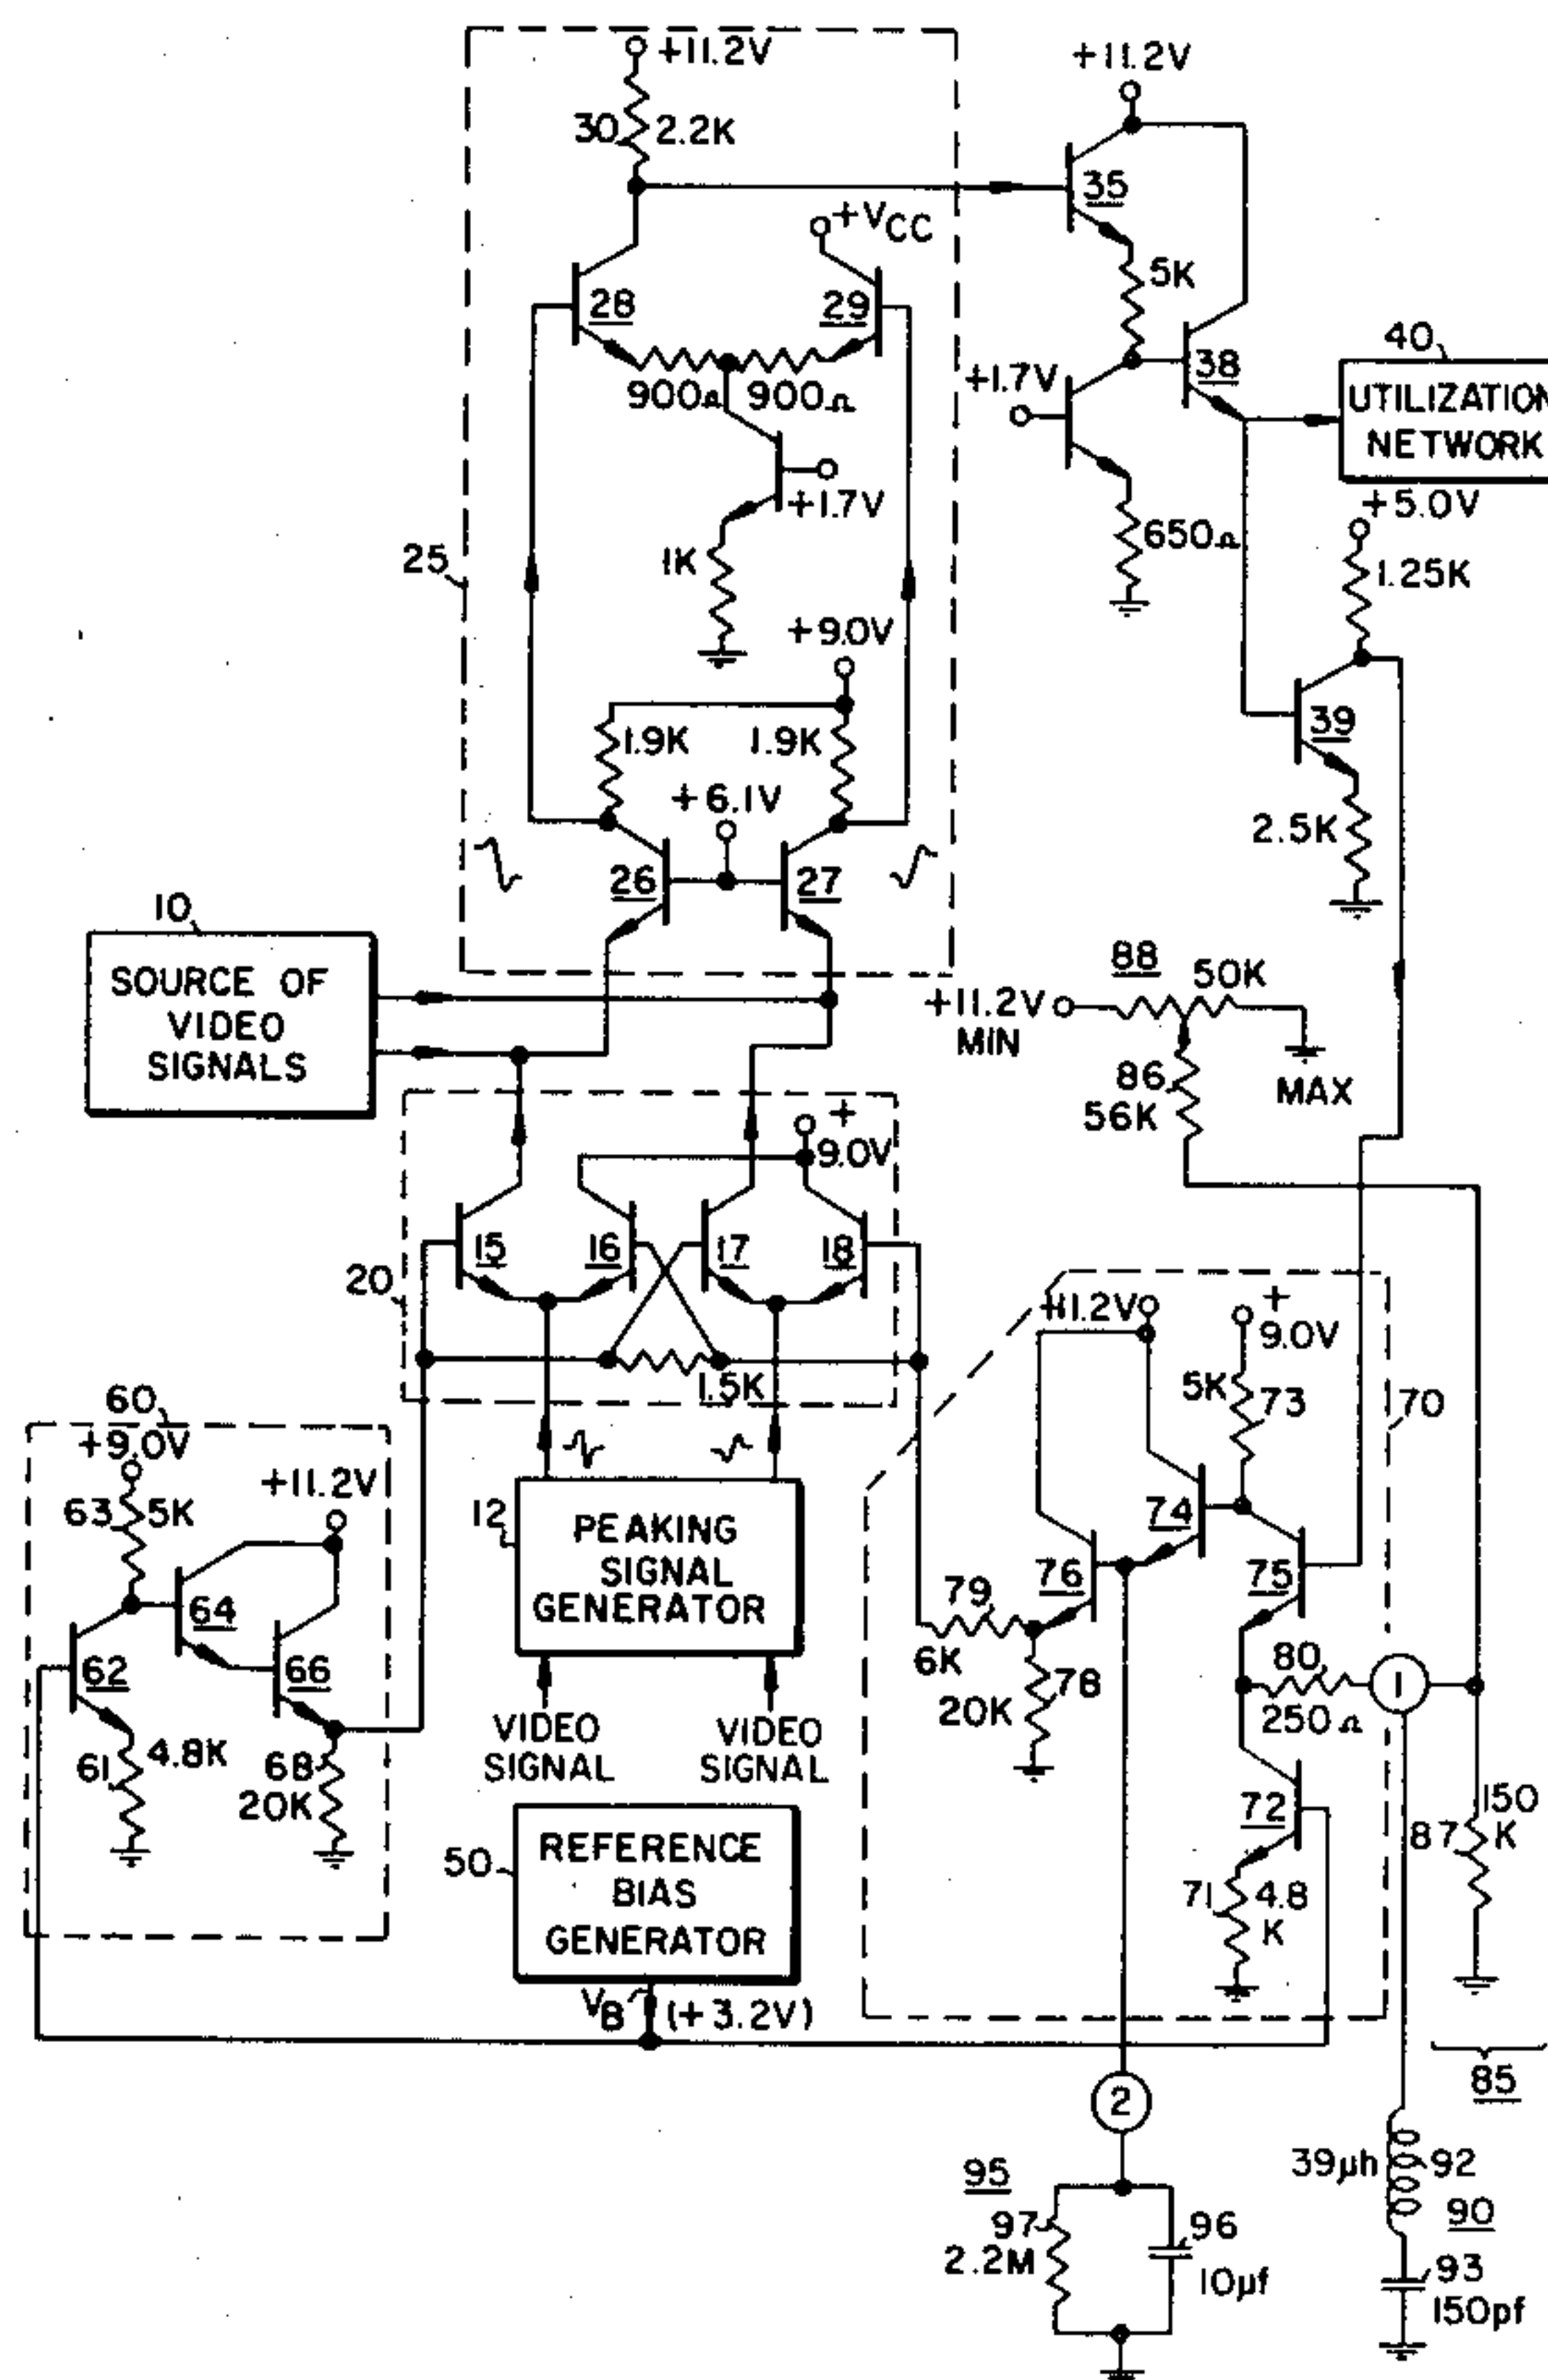 +11.2V
30 2.2K
+11.2V
35
+VCC
5K
28
29
900Ω 900Ω
+1.7V
38
40
UTILIZATION
NETWORK
+1.7V
650Ω
+5.0V
1.25K
25
1K
+9.0V
1.9K 1.9K
+6.1V
39
2.5K
26
27
10
SOURCE OF
VIDEO
SIGNALS
88
50K
+11.2V
MIN
86
56K
MAX
+
9.0V
15
16
17
18
20
1.5K
+11.2V
+
9.0V
5K
73
70
60
+9.0V
+11.2V
63 5K
12
PEAKING
SIGNAL
GENERATOR
74
76
75
64
79
6K
62
66
80
250Ω
1
78
20K
VIDEO
SIGNAL
VIDEO
SIGNAL
61
4.8K
68
20K
72
150
K
87
50
REFERENCE
BIAS
GENERATOR
71 4.8
K
VB (+3.2V)
85
2
39µh 92
95
90
97
2.2M
96
10µf
93
150pf